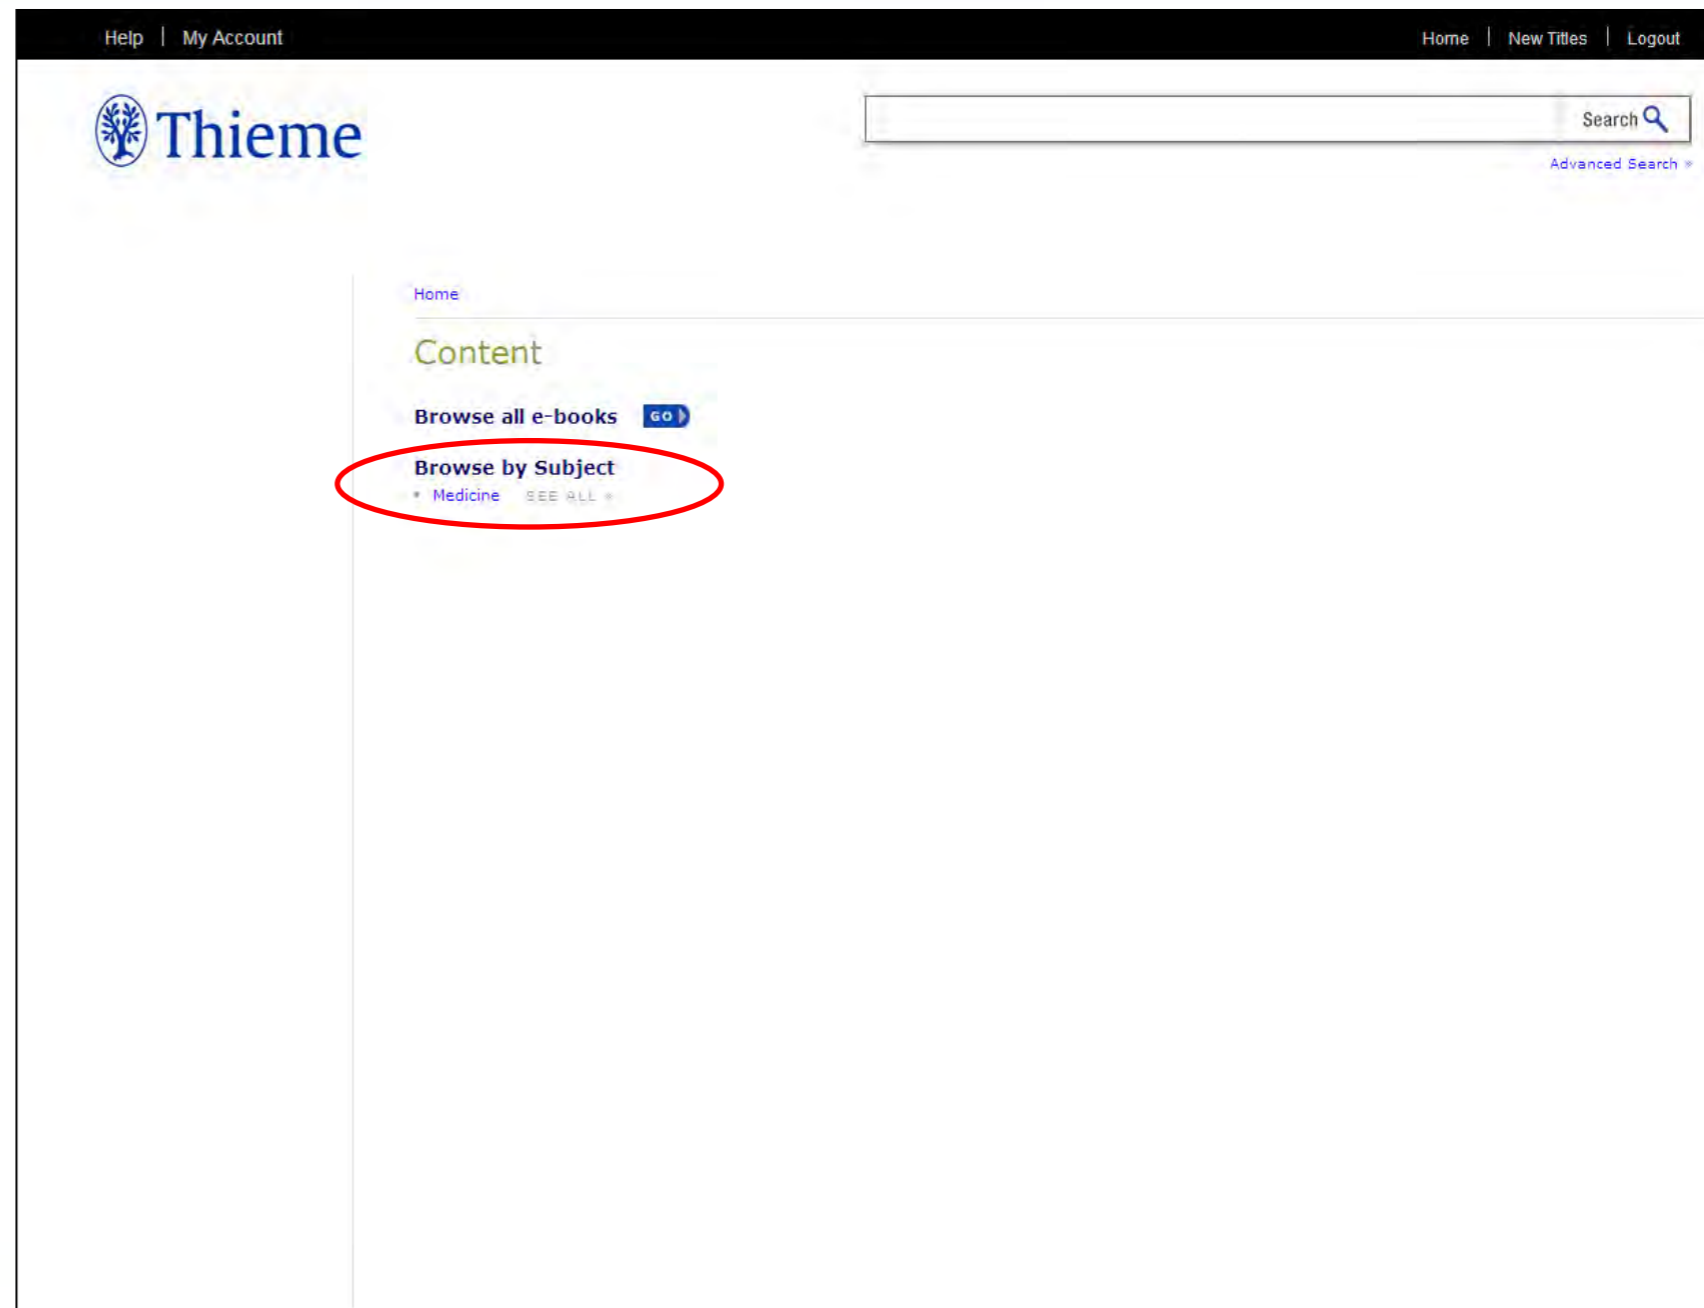 Help | My Account
Home | New Titles | Logout
Thieme
Search
Advanced Search »
Home
Content
Browse all e-books GO
Browse by Subject
• Medicine SEE ALL »